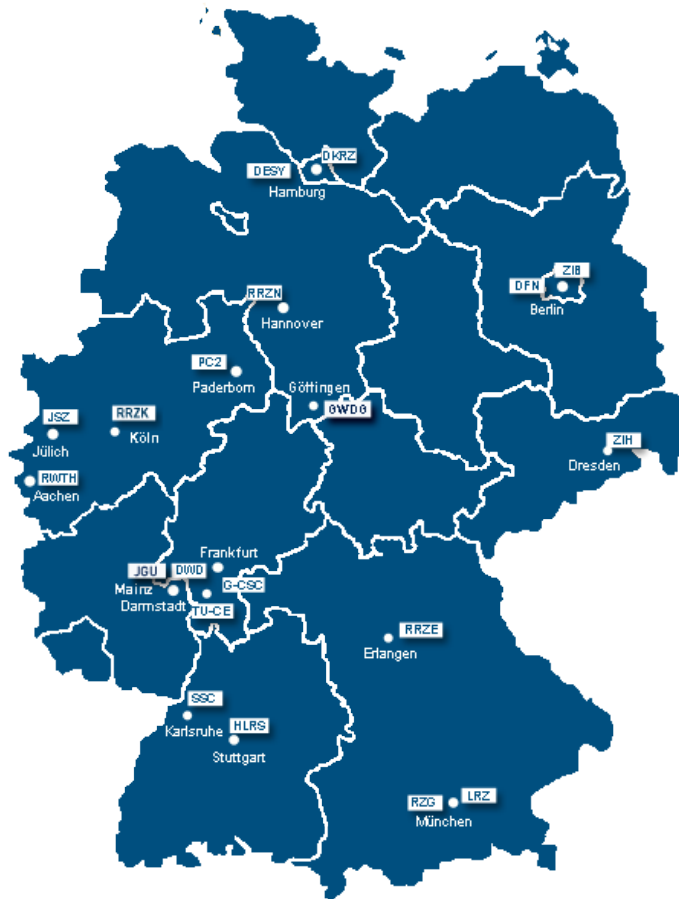 DKRZ
DESY
Hamburg
ZIB
DFN
Berlin
RRZN
Hannover
PC2
Paderborn
Göttingen
GWDG
JSZ
Jülich
RRZK
Köln
ZIH
Dresden
RWTH
Aachen
Frankfurt
JGU
DWD
Mainz
G-CSC
Darmstadt
TU-CE
RRZE
Erlangen
SSC
Karlsruhe
HLRS
Stuttgart
RZG
LRZ
München